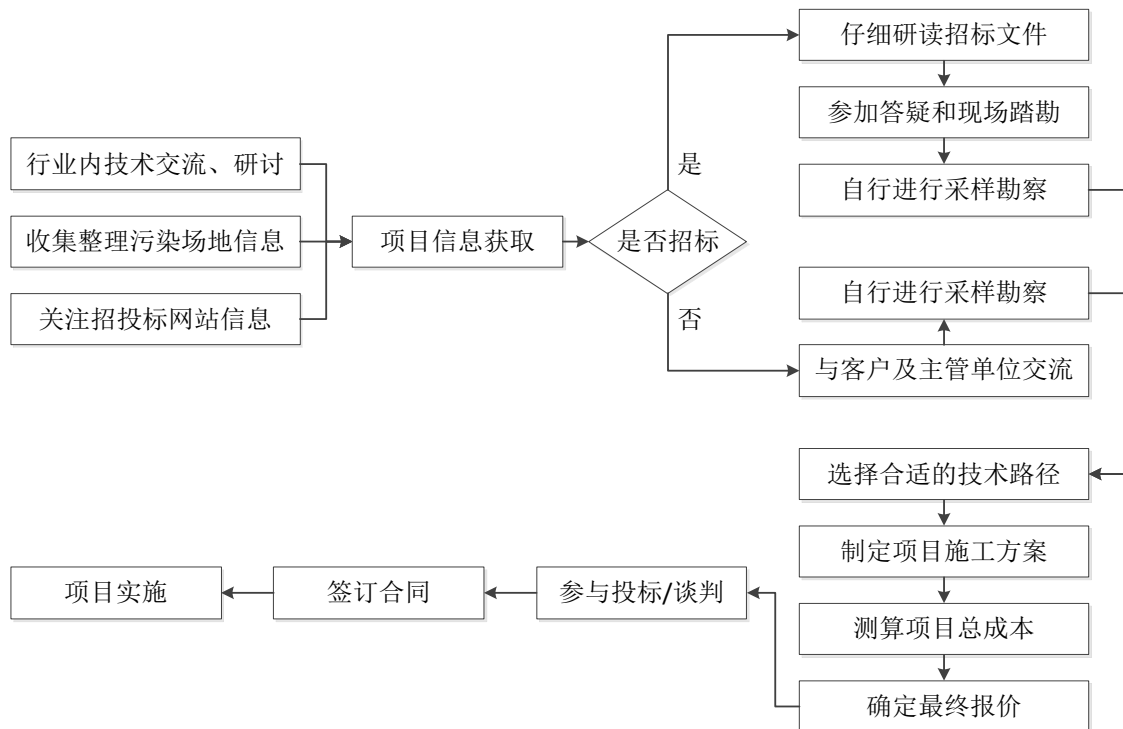 仔细研读招标文件
参加答疑和现场踏勘
行业内技术交流、研讨
是
自行进行采样勘察
收集整理污染场地信息
项目信息获取
是否招标
自行进行采样勘察
关注招投标网站信息
否
与客户及主管单位交流
选择合适的技术路径
制定项目施工方案
项目实施
签订合同
参与投标/谈判
测算项目总成本
确定最终报价